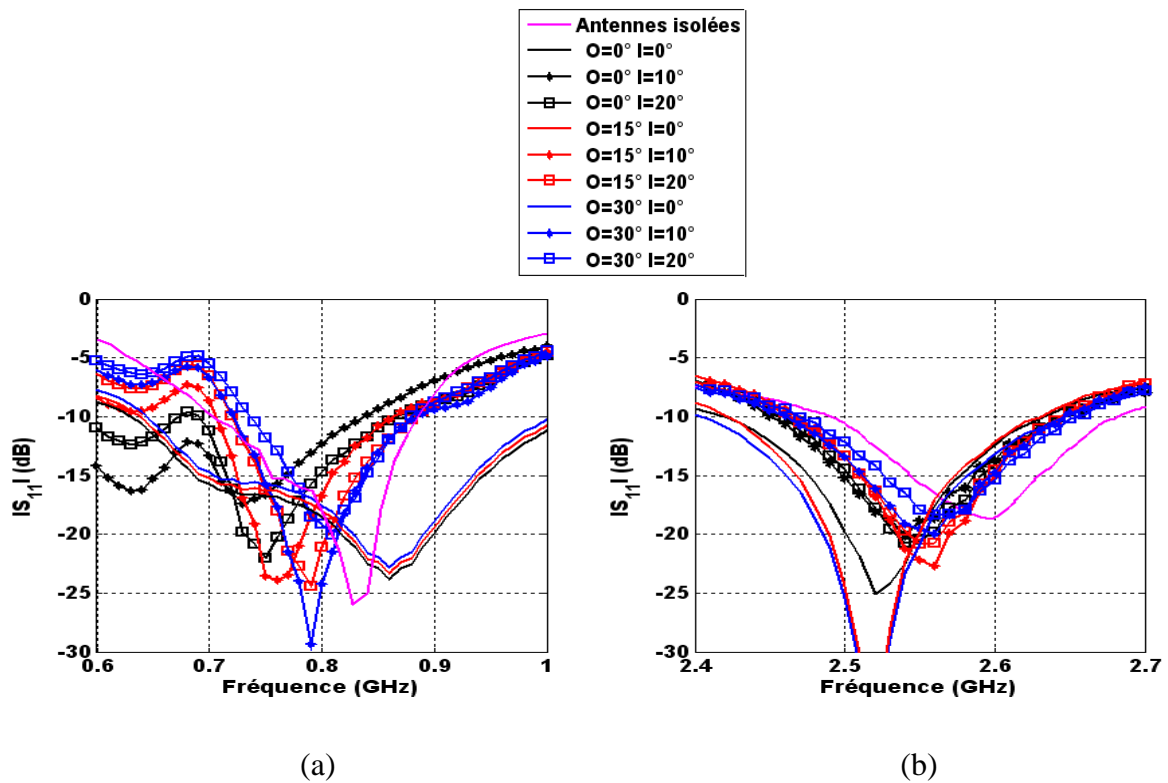 Antennes isolées
O=0° I=0°
O=0° I=10°
O=0° I=20°
O=15° I=0°
O=15° I=10°
O=15° I=20°
O=30° I=0°
O=30° I=10°
O=30° I=20°
0
-5
-10
-15
-20
-25
-30
IS11I (dB)
0.6 0.7 0.8 0.9 1
Fréquence (GHz)
0
-5
-10
-15
-20
-25
-30
IS11I (dB)
2.4 2.5 2.6 2.7
Fréquence (GHz)
(a) (b)